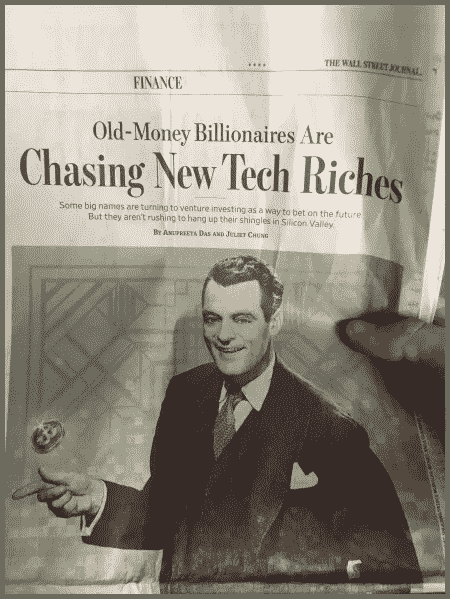 THE WALL STREET JOURNAL.
FINANCE
Old-Money Billionaires Are
Chasing New Tech Riches
Some big names are turning to venture investing as a way to bet on the future.
But they aren't rushing to hang up their shingles in Silicon Valley.
BY ANUPREETA DAS AND JULIET CHUNG